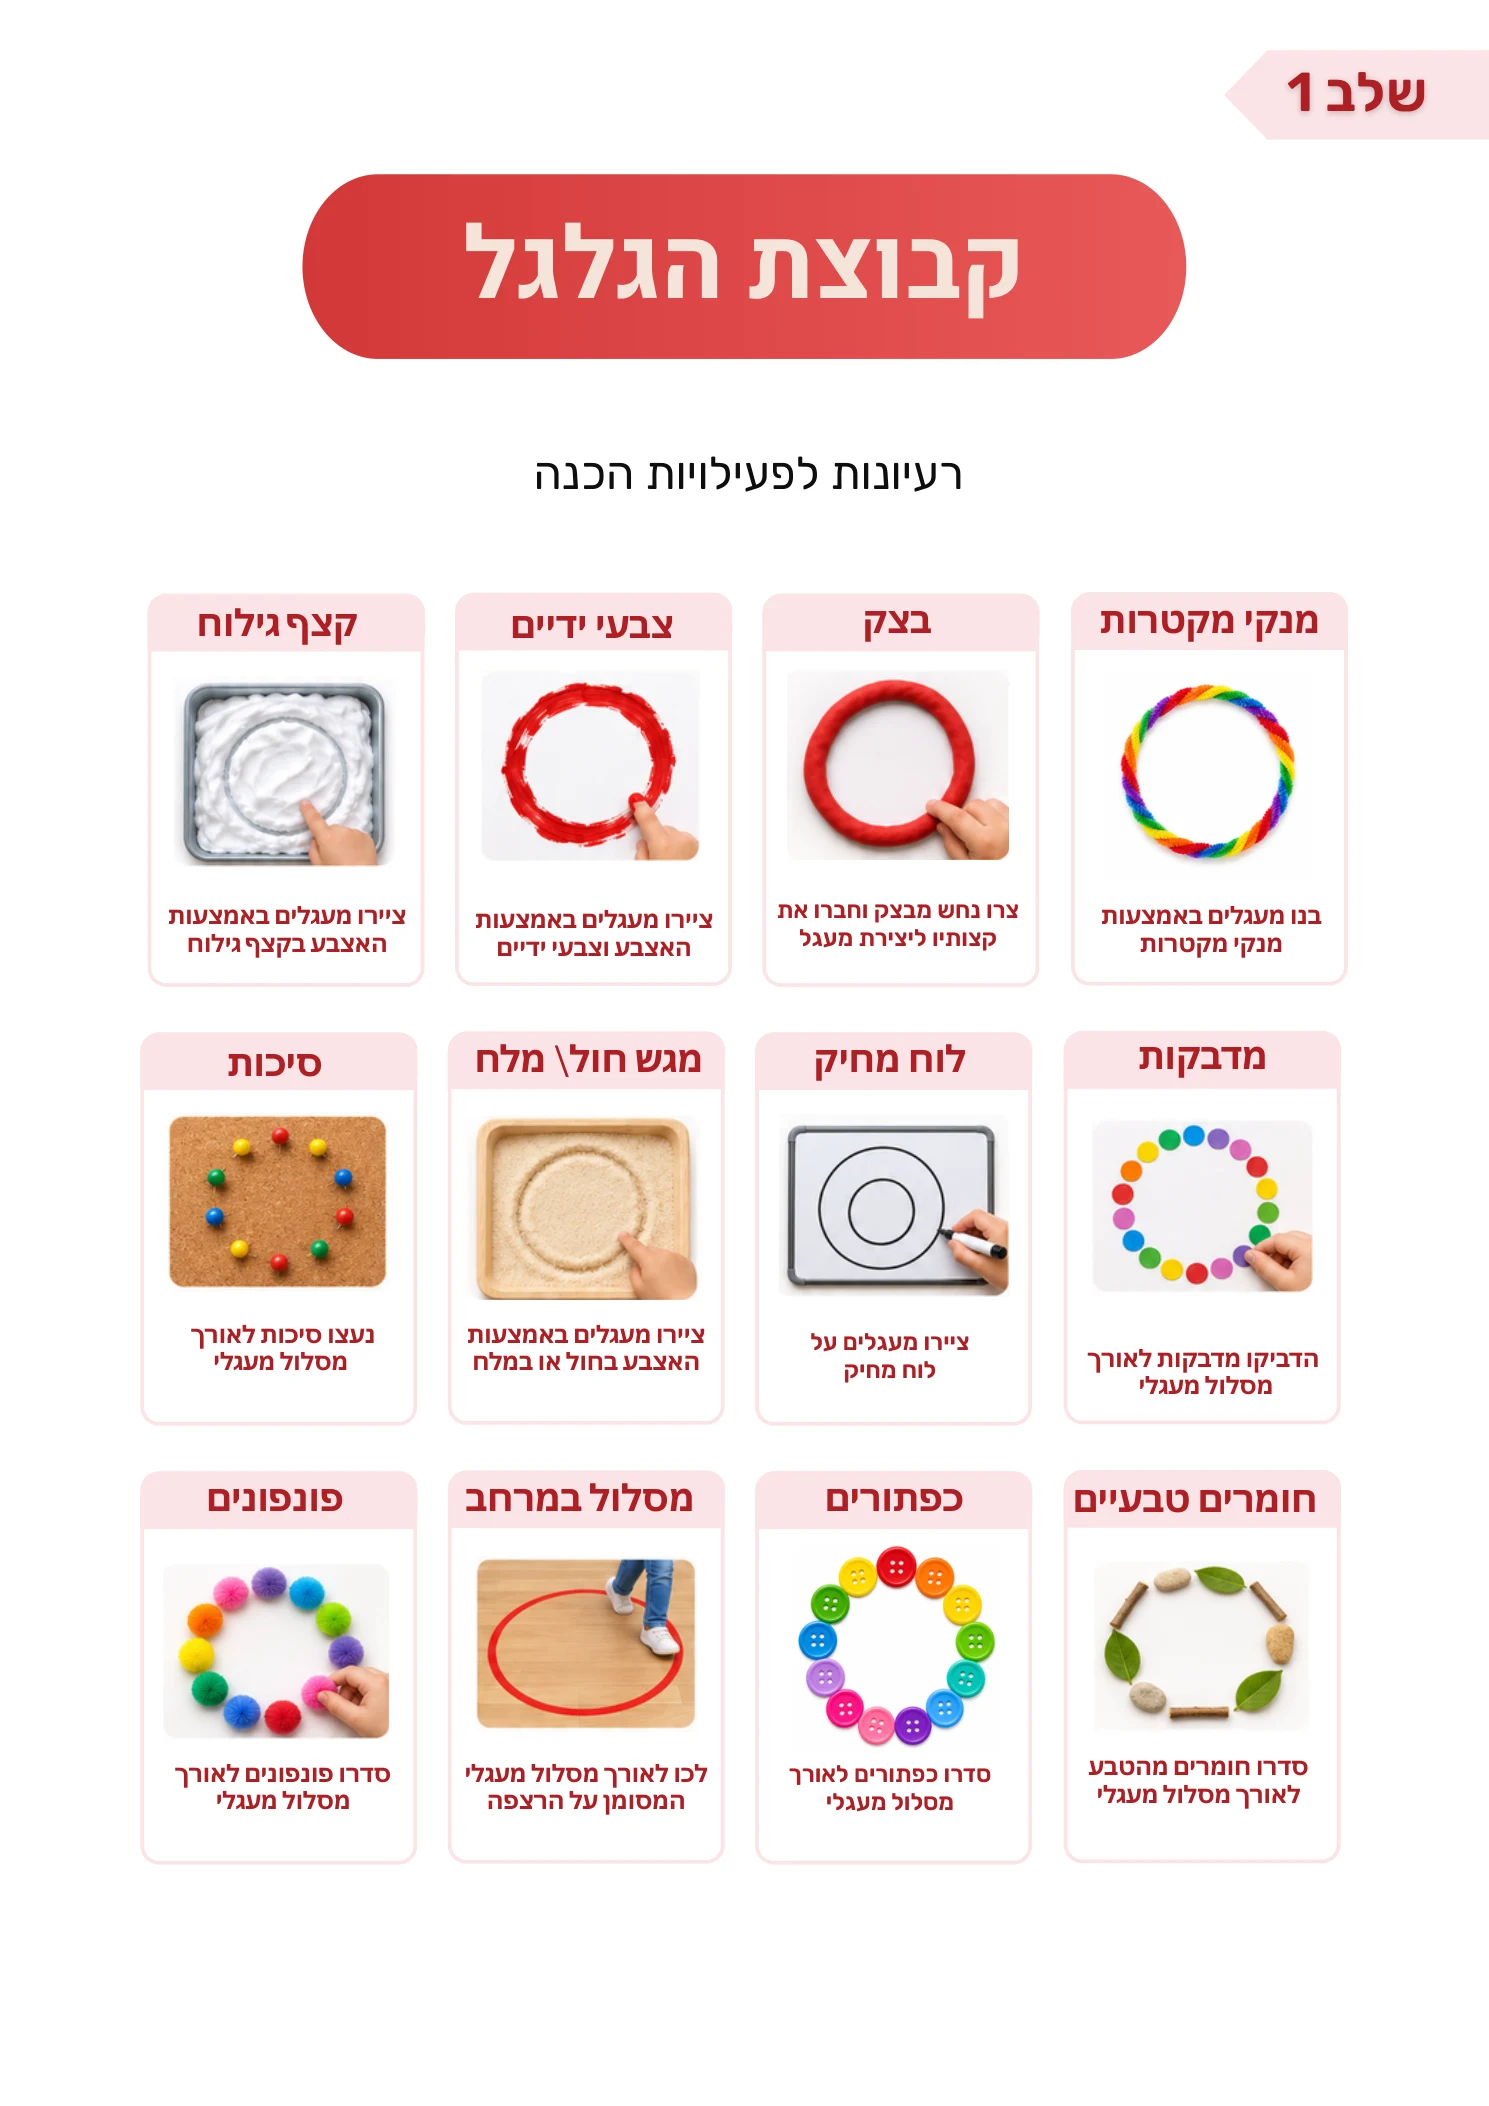 שלב 1
קבוצת הגלגל
רעיונות לפעילויות הכנה
מנקי מקטרות
בנו מעגלים באמצעות
מנקי מקטרות
בצק
צרו נחש מבצק וחברו את
קצותיו ליצירת מעגל
צבעי ידיים
ציירו מעגלים באמצעות
האצבע וצבעי ידיים
קצף גילוח
ציירו מעגלים באמצעות
האצבע בקצף גילוח
מדבקות
הדביקו מדבקות לאורך
מסלול מעגלי
לוח מחיק
ציירו מעגלים על
לוח מחיק
מגש חול\ מלח
ציירו מעגלים באמצעות
האצבע בחול או במלח
סיכות
נעצו סיכות לאורך
מסלול מעגלי
חומרים טבעיים
סדרו חומרים מהטבע
לאורך מסלול מעגלי
כפתורים
סדרו כפתורים לאורך
מסלול מעגלי
מסלול במרחב
לכו לאורך מסלול מעגלי
המסומן על הרצפה
פונפונים
סדרו פונפונים לאורך
מסלול מעגלי